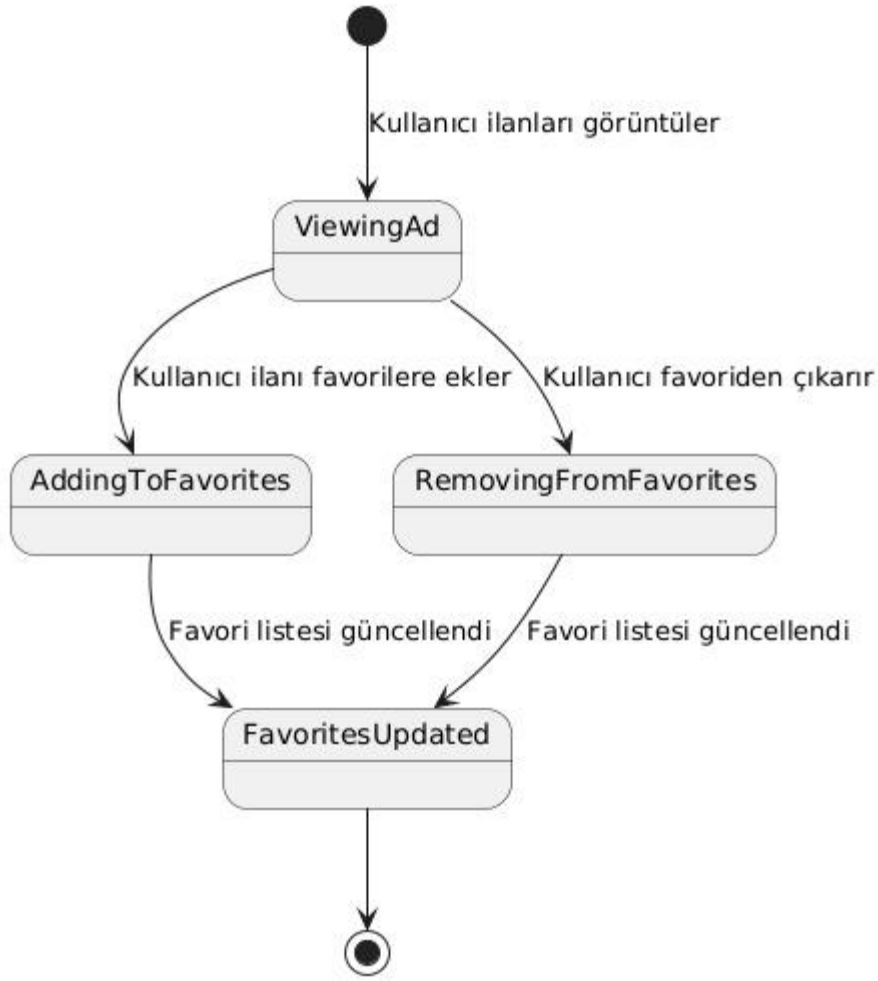 Kullanıcı ilanları görüntüler
ViewingAd
Kullanıcı ilanı favorilere ekler
Kullanıcı favoriden çıkarır
AddingToFavorites
RemovingFromFavorites
Favori listesi güncellendi
Favori listesi güncellendi
FavoritesUpdated